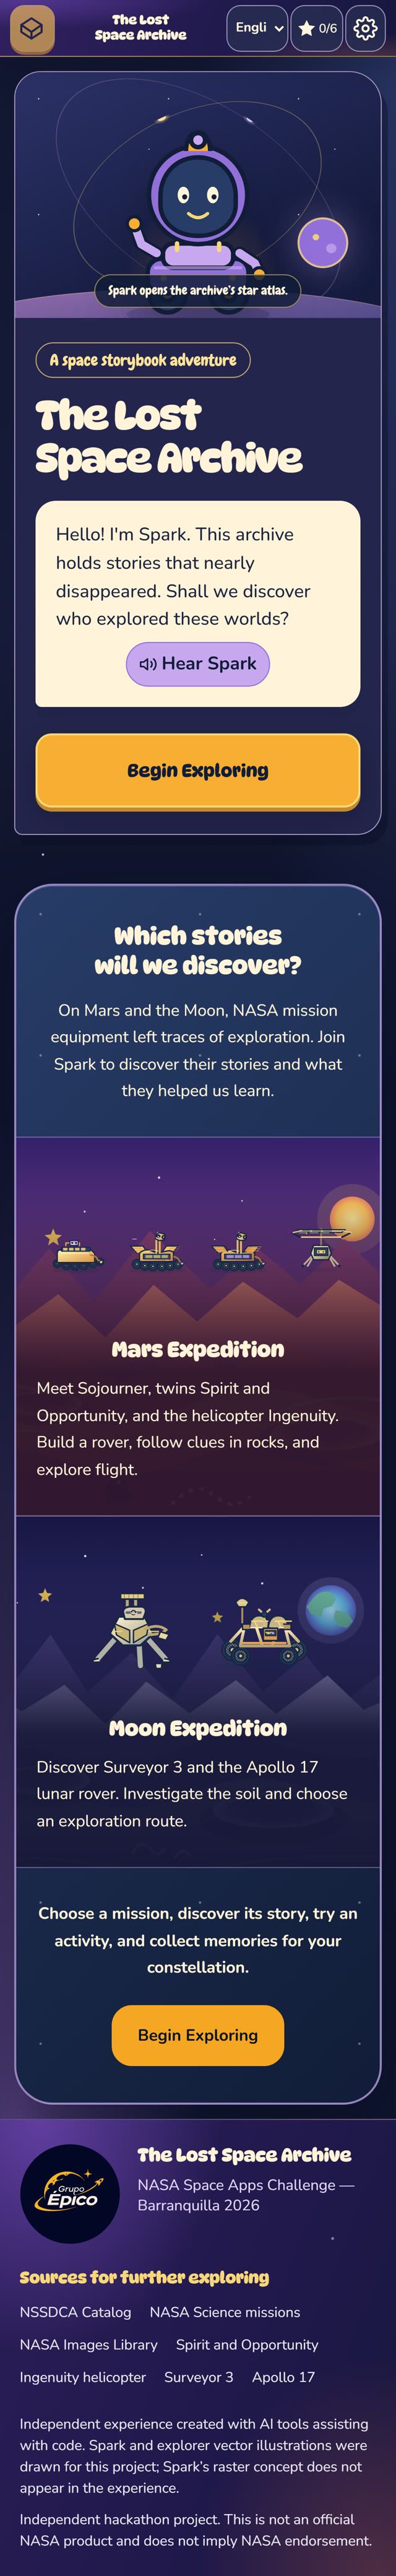 The Lost
Space Archive
Engli
0/6
Spark opens the archive's star atlas.
A space storybook adventure
The Lost
Space Archive
Hello! I'm Spark. This archive
holds stories that nearly
disappeared. Shall we discover
who explored these worlds?
Hear Spark
Begin Exploring
Which stories
will we discover?
On Mars and the Moon, NASA mission
equipment left traces of exploration. Join
Spark to discover their stories and what
they helped us learn.
Mars Expedition
Meet Sojourner, twins Spirit and
Opportunity, and the helicopter Ingenuity.
Build a rover, follow clues in rocks, and
explore flight.
Moon Expedition
Discover Surveyor 3 and the Apollo 17
lunar rover. Investigate the soil and choose
an exploration route.
Choose a mission, discover its story, try an
activity, and collect memories for your
constellation.
Begin Exploring
Grupo
Épico
The Lost Space Archive
NASA Space Apps Challenge —
Barranquilla 2026
Sources for further exploring
NSSDCA Catalog NASA Science missions
NASA Images Library Spirit and Opportunity
Ingenuity helicopter Surveyor 3 Apollo 17
Independent experience created with AI tools assisting
with code. Spark and explorer vector illustrations were
drawn for this project; Spark's raster concept does not
appear in the experience.
Independent hackathon project. This is not an official
NASA product and does not imply NASA endorsement.